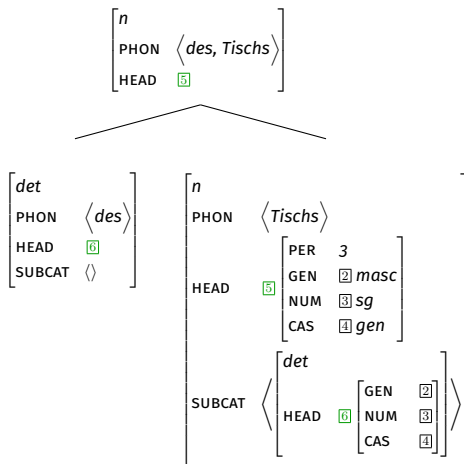 n
PHON ⟨des, Tischs⟩
HEAD 5
det
PHON ⟨des⟩
HEAD 6
SUBCAT ⟨⟩
n
PHON ⟨Tischs⟩
HEAD 5
PER 3
GEN 2 masc
NUM 3 sg
CAS 4 gen
SUBCAT
det
HEAD 6
GEN 2
NUM 3
CAS 4